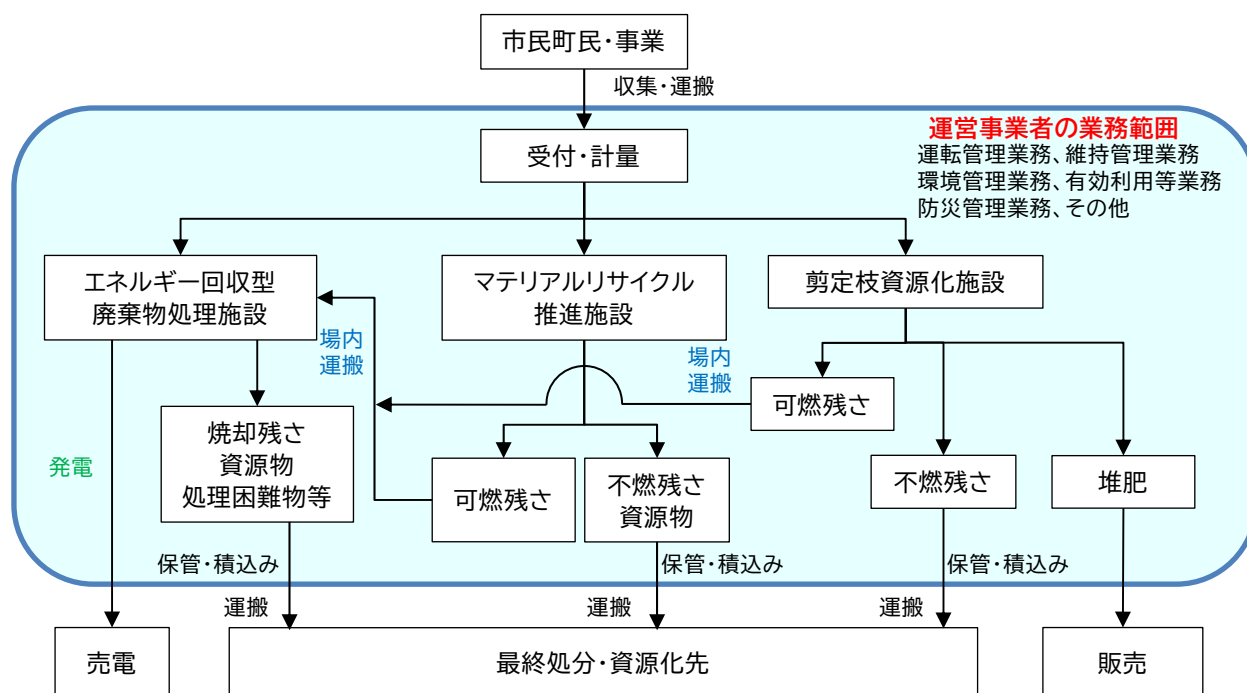 市民町民・事業
収集・運搬
運営事業者の業務範囲
運転管理業務、維持管理業務
環境管理業務、有効利用等業務
防災管理業務、その他
受付・計量
エネルギー回収型
廃棄物処理施設
マテリアルリサイクル
推進施設
剪定枝資源化施設
場内
運搬
場内
運搬
可燃残さ
焼却残さ
資源物
処理困難物等
発電
可燃残さ
不燃残さ
資源物
不燃残さ
堆肥
保管・積込み
保管・積込み
保管・積込み
運搬
運搬
運搬
売電
最終処分・資源化先
販売